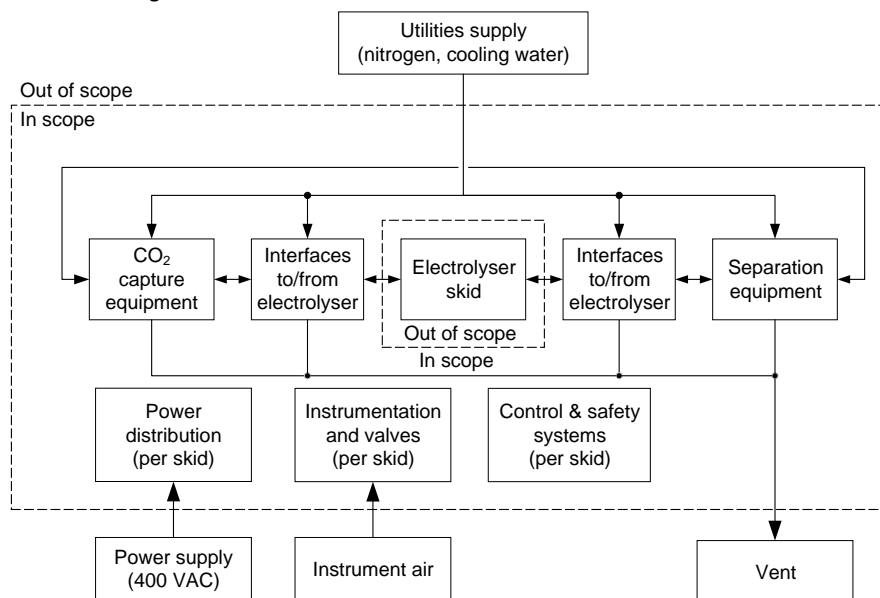 Utilities supply
(nitrogen, cooling water)
Out of scope
In scope
CO₂
capture
equipment
Interfaces
to/from
electrolyser
Electrolyser
skid
Interfaces
to/from
electrolyser
Separation
equipment
Out of scope
In scope
Power
distribution
(per skid)
Instrumentation
and valves
(per skid)
Control & safety
systems
(per skid)
Power supply
(400 VAC)
Instrument air
Vent